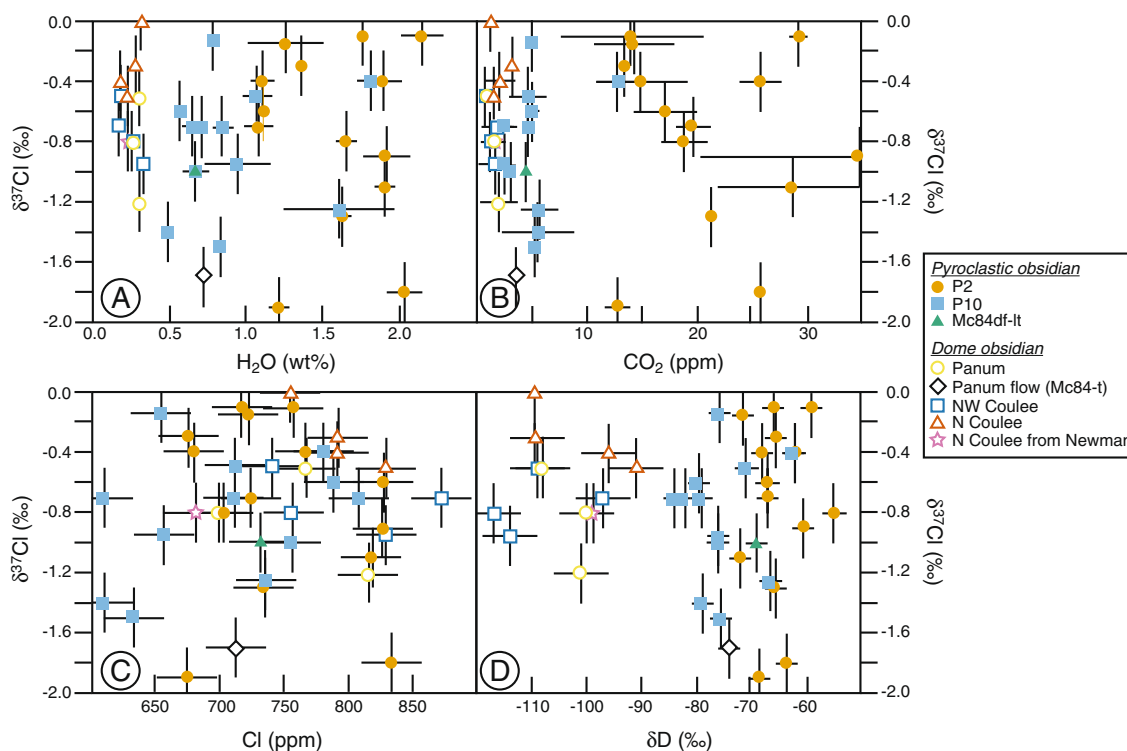 0.0
-0.4
-0.8
-1.2
-1.6
-2.0
δ³⁷Cl (‰)
A
0.0 0.5 1.0 1.5 2.0
H₂O (wt%)
B
10 20 30
CO₂ (ppm)
0.0
-0.4
-0.8
-1.2
-1.6
-2.0
δ³⁷Cl (‰)
0.0
-0.4
-0.8
-1.2
-1.6
-2.0
δ³⁷Cl (‰)
C
650 700 750 800 850
Cl (ppm)
D
-110 -100 -90 -80 -70 -60
δD (‰)
0.0
-0.4
-0.8
-1.2
-1.6
-2.0
δ³⁷Cl (‰)
Pyroclastic obsidian
P2
P10
Mc84df-lt
Dome obsidian
Panum
Panum flow (Mc84-t)
NW Coulee
N Coulee
N Coulee from Newman